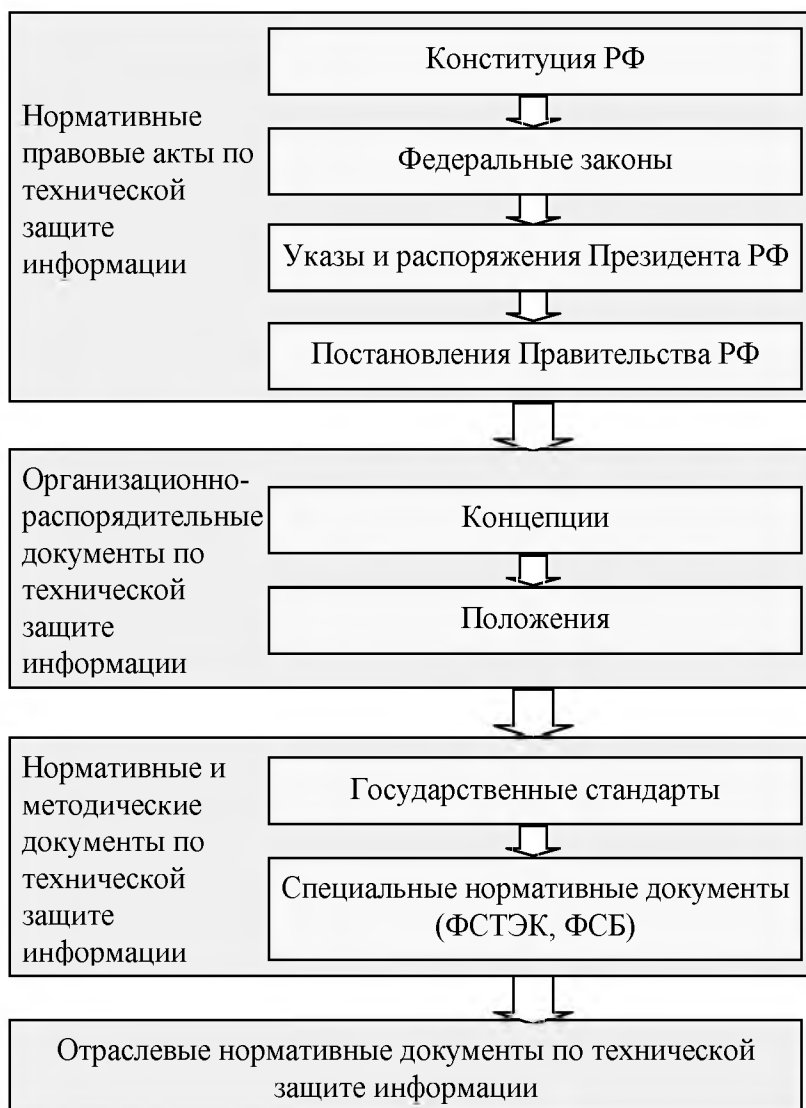 Нормативные
правовые акты по
технической
защите
информации
Конституция РФ
Федеральные законы
Указы и распоряжения Президента РФ
Постановления Правительства РФ
Организационно-
распорядительные
документы по
технической
защите
информации
Концепции
Положения
Нормативные и
методические
документы по
технической
защите
информации
Государственные стандарты
Специальные нормативные документы
(ФСТЭК, ФСБ)
Отраслевые нормативные документы по технической
защите информации